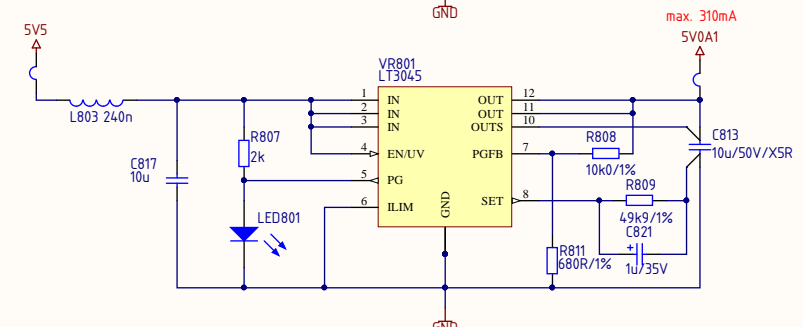 GND
max. 310mA
5V5
5V0A1
VR801
LT3045
1 IN OUT 12
2 IN OUT 11
3 IN OUTS 10
4 EN/UV PGFB 7
5 PG
6 ILIM GND SET 8
L803 240n
R807
2k
C817
10u
LED801
R808
10k0/1%
C813
10u/50V/X5R
R809
49k9/1%
C821
+
1u/35V
R811
680R/1%
GND